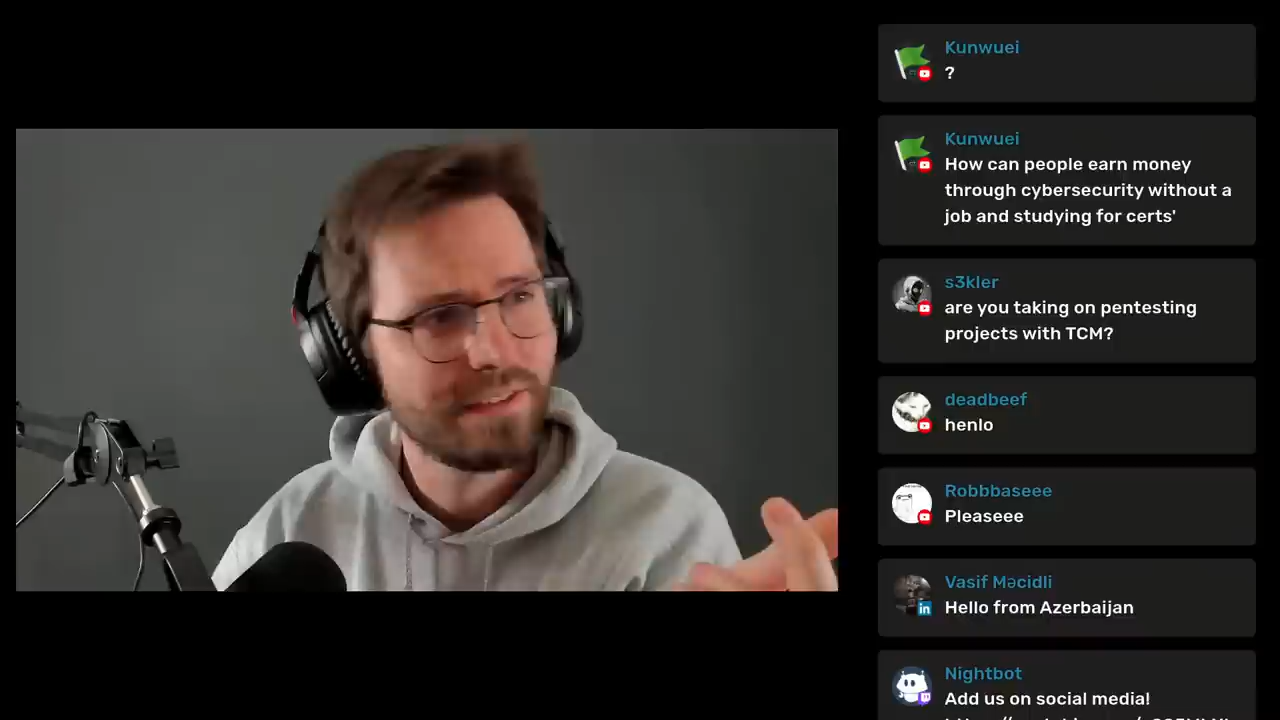 Kunwuei
?
Kunwuei
How can people earn money
through cybersecurity without a
job and studying for certs'
s3kler
are you taking on pentesting
projects with TCM?
deadbeef
henlo
Robbbaseee
Pleaseee
Vasif Məcidli
Hello from Azerbaijan
Nightbot
Add us on social media!